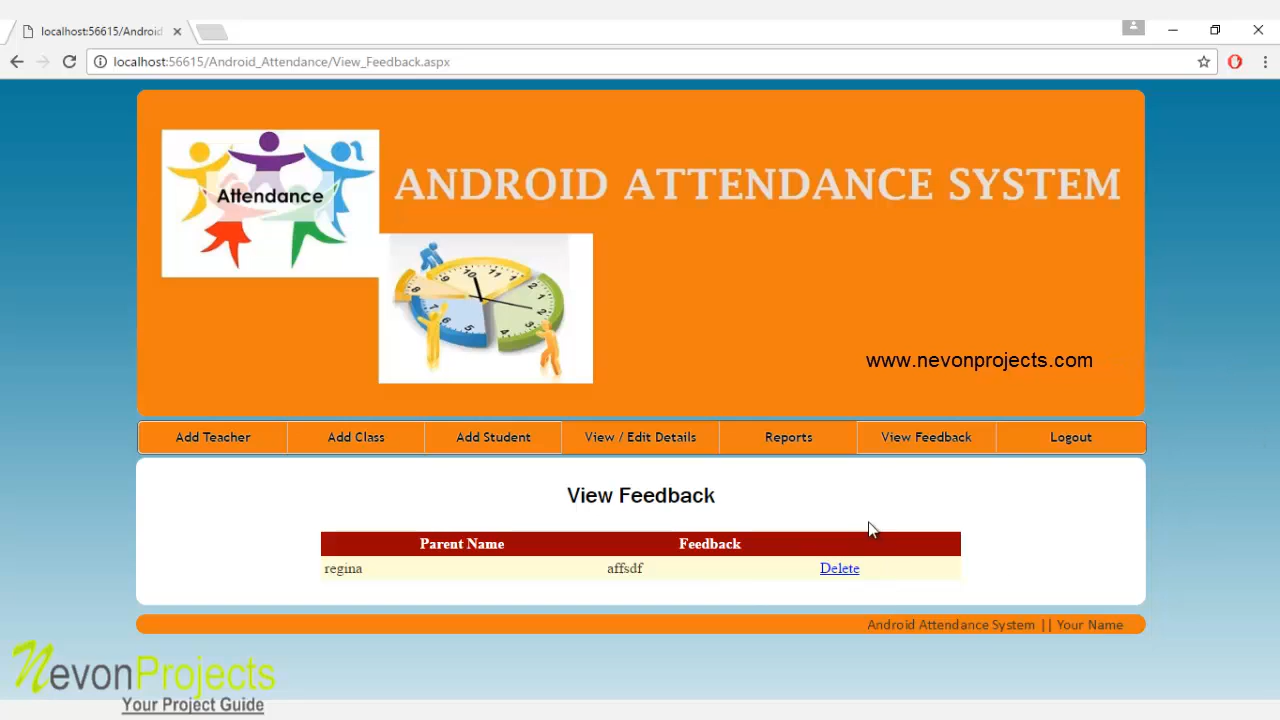 localhost:56615/Android
localhost:56615/Android_Attendance/View_Feedback.aspx
Attendance
ANDROID ATTENDANCE SYSTEM
www.nevonprojects.com
Add Teacher Add Class Add Student View / Edit Details Reports View Feedback Logout
View Feedback
Parent Name Feedback
regina affsdf Delete
Android Attendance System || Your Name
NevonProjects
Your Project Guide